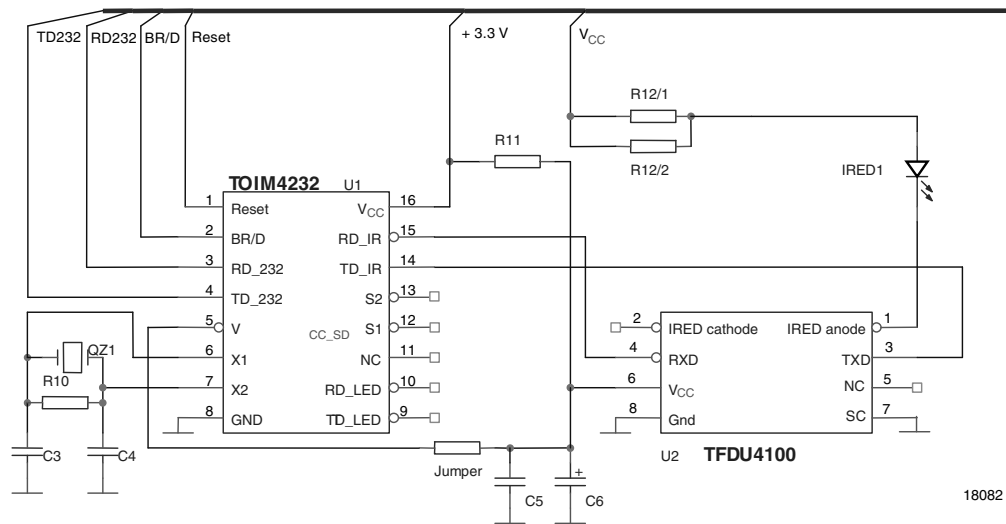 TD232 RD232 BR/D Reset + 3.3 V VCC
R12/1
R11
R12/2
IRED1
TOIM4232 U1
1 Reset VCC 16
2 BR/D RD_IR 15
3 RD_232 TD_IR 14
4 TD_232 S2 13
5 V CC_SD S1 12
6 X1 NC 11
7 X2 RD_LED 10
8 GND TD_LED 9
QZ1
R10
C3 C4
2 IRED cathode IRED anode 1
4 RXD TXD 3
6 VCC NC 5
8 Gnd SC 7
U2 TFDU4100
Jumper
C5
+
C6
18082